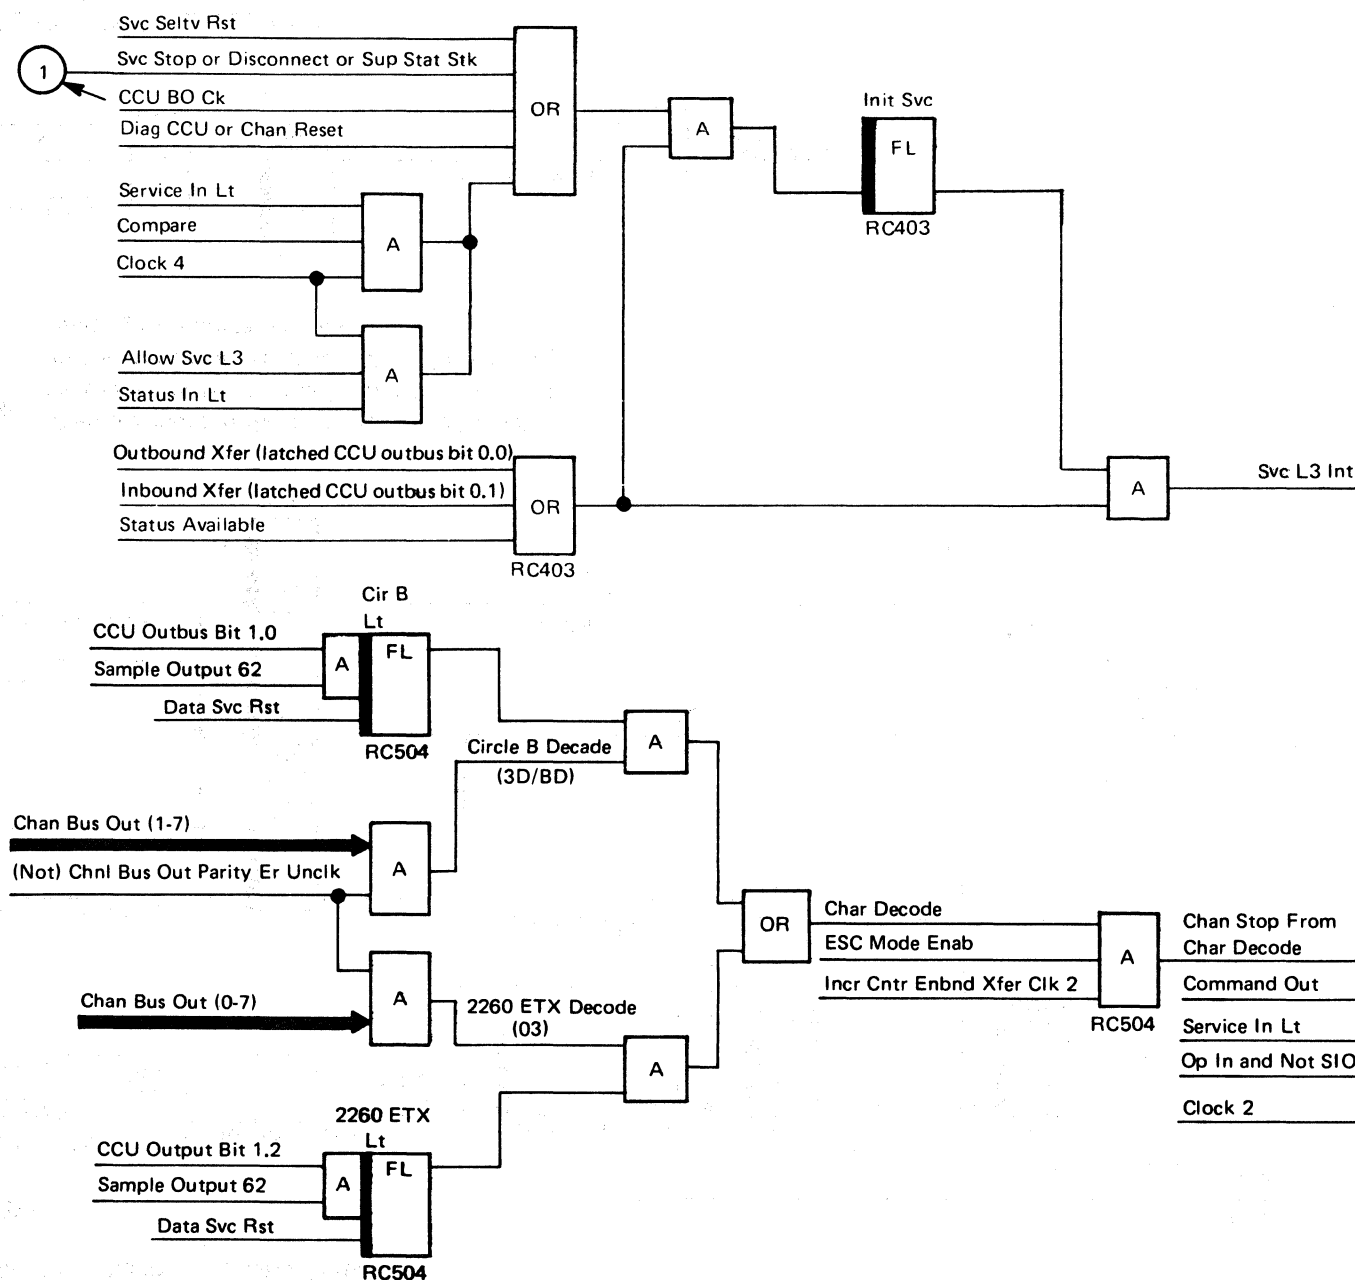 Svc Seltv Rst
1
Svc Stop or Disconnect or Sup Stat Stk
CCU BO Ck
Diag CCU or Chan Reset
OR
A
Init Svc
FL
RC403
Service In Lt
Compare
Clock 4
A
Allow Svc L3
Status In Lt
A
Outbound Xfer (latched CCU outbus bit 0.0)
Inbound Xfer (latched CCU outbus bit 0.1)
Status Available
OR
RC403
A
Svc L3 Int
Cir B
Lt
CCU Outbus Bit 1.0
Sample Output 62
Data Svc Rst
A
FL
RC504
Circle B Decade
(3D/BD)
A
Chan Bus Out (1-7)
(Not) Chnl Bus Out Parity Er Unclk
A
Chan Bus Out (0-7)
A
2260 ETX Decode
(03)
A
OR
Char Decode
ESC Mode Enab
Incr Cntr Enbnd Xfer Clk 2
A
RC504
Chan Stop From
Char Decode
Command Out
Service In Lt
Op In and Not SIO
Clock 2
2260 ETX
Lt
CCU Output Bit 1.2
Sample Output 62
Data Svc Rst
A
FL
RC504